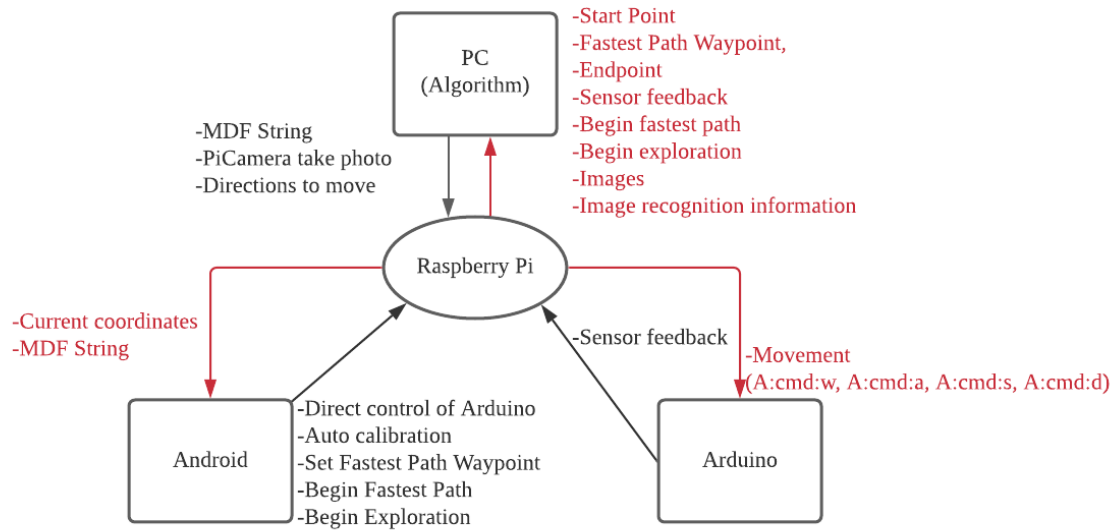 PC
(Algorithm)
-Start Point
-Fastest Path Waypoint,
-Endpoint
-Sensor feedback
-Begin fastest path
-Begin exploration
-Images
-Image recognition information
-MDF String
-PiCamera take photo
-Directions to move
Raspberry Pi
-Current coordinates
-MDF String
-Sensor feedback
-Movement
(A:cmd:w, A:cmd:a, A:cmd:s, A:cmd:d)
Android
-Direct control of Arduino
-Auto calibration
-Set Fastest Path Waypoint
-Begin Fastest Path
-Begin Exploration
Arduino